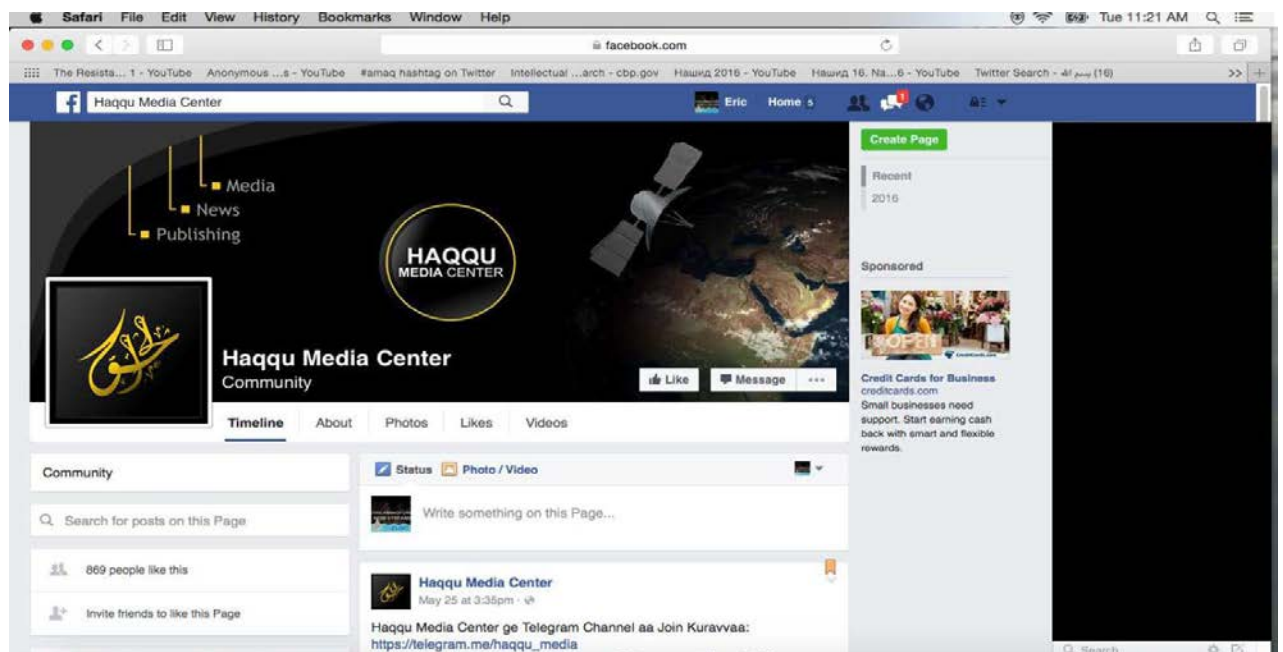 Safari File Edit View History Bookmarks Window Help Tue 11:21 AM
facebook.com
The Resista... 1 - YouTube Anonymous ...s - YouTube #amaq hashtag on Twitter Intellectual ...arch - cbp.gov Нашид 2016 - YouTube Нашид 16. Na...6 - YouTube Twitter Search - بسم الله (16) >> +
Haqqu Media Center Eric Home 5 1
Media
News
Publishing
HAQQU
MEDIA CENTER
Haqqu Media Center
Community
Like Message ...
Timeline About Photos Likes Videos
Create Page
Recent
2016
Sponsored
OPEN
CreditCards.com
Credit Cards for Business
creditcards.com
Small businesses need
support. Start earning cash
back with smart and flexible
rewards.
Community
Search for posts on this Page
869 people like this
Invite friends to like this Page
Status Photo / Video
Write something on this Page...
Haqqu Media Center
May 25 at 3:35pm ·
Haqqu Media Center ge Telegram Channel aa Join Kuravvaa:
https://telegram.me/haqqu_media
Search